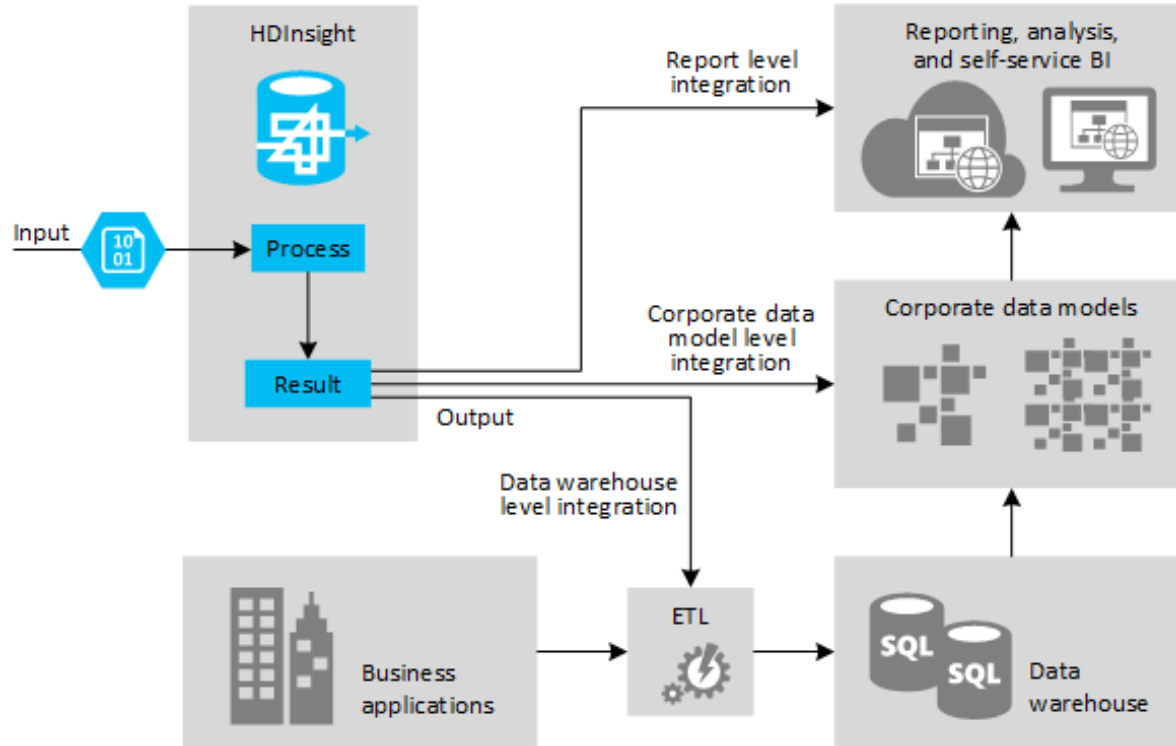 HDInsight
Reporting, analysis,
and self-service BI
Report level
integration
Input
10
01
Process
Corporate data
model level
integration
Corporate data models
Result
Output
Data warehouse
level integration
ETL
Business
applications
SQL
SQL
Data
warehouse